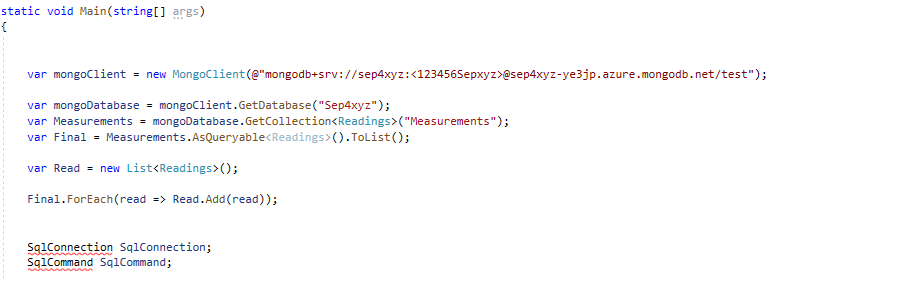 static void Main(string[] args)
{
var mongoClient = new MongoClient(@"mongodb+srv://sep4xyz:<123456Sepxyz>@sep4xyz-ye3jp.azure.mongodb.net/test");
var mongoDatabase = mongoClient.GetDatabase("Sep4xyz");
var Measurements = mongoDatabase.GetCollection<Readings>("Measurements");
var Final = Measurements.AsQueryable<Readings>().ToList();
var Read = new List<Readings>();
Final.ForEach(read => Read.Add(read));
SqlConnection SqlConnection;
SqlCommand SqlCommand;